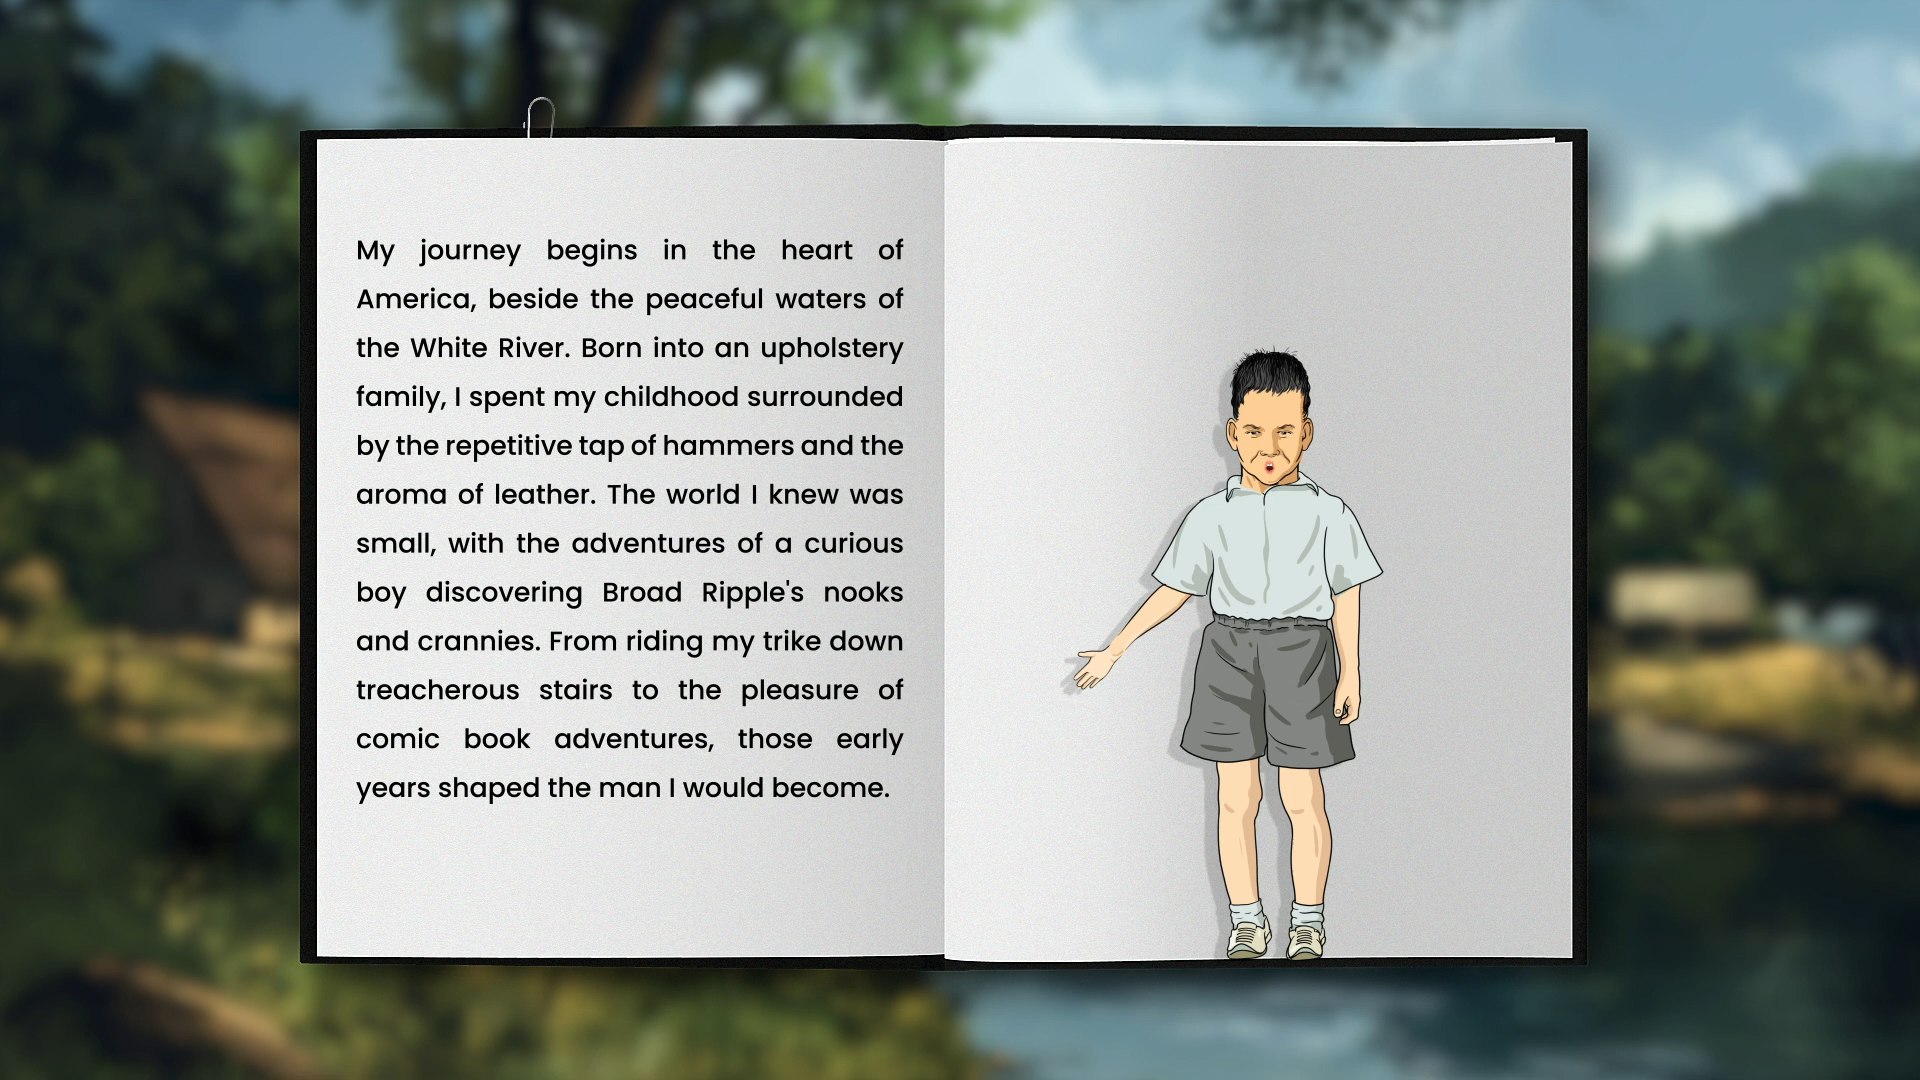 My journey begins in the heart of
America, beside the peaceful waters of
the White River. Born into an upholstery
family, I spent my childhood surrounded
by the repetitive tap of hammers and the
aroma of leather. The world I knew was
small, with the adventures of a curious
boy discovering Broad Ripple's nooks
and crannies. From riding my trike down
treacherous stairs to the pleasure of
comic book adventures, those early
years shaped the man I would become.